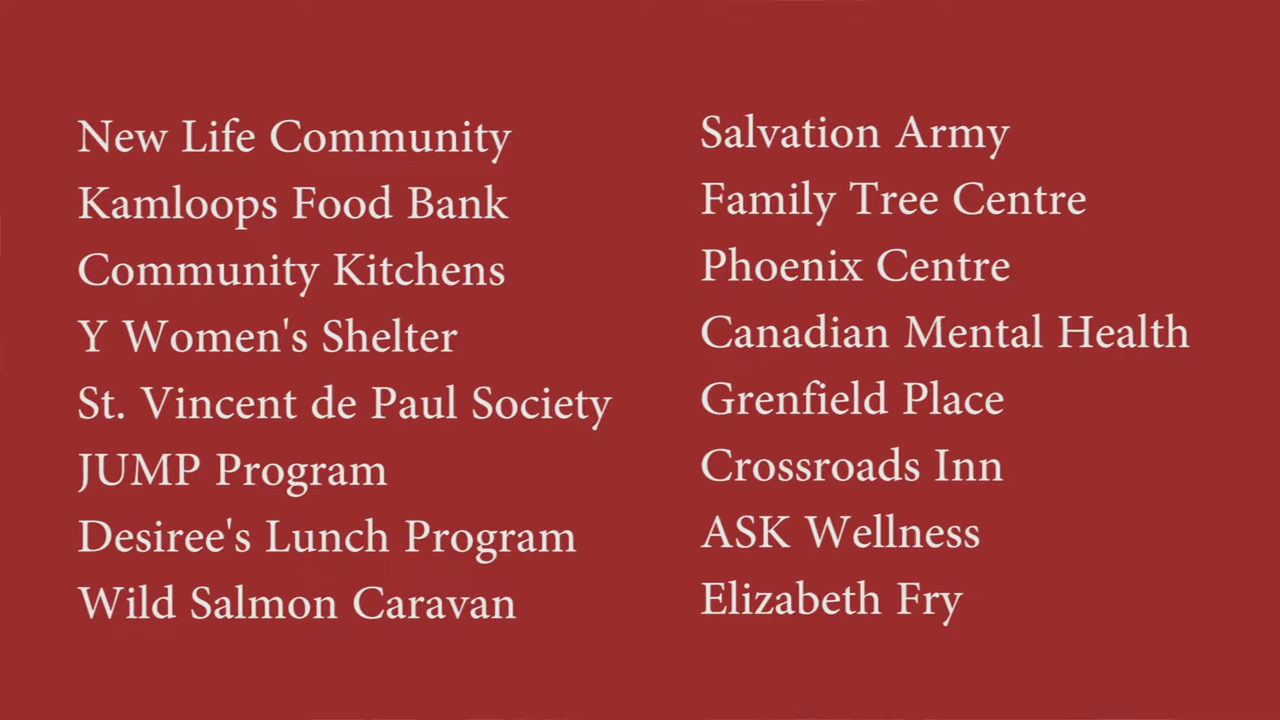 New Life Community
Kamloops Food Bank
Community Kitchens
Y Women's Shelter
St. Vincent de Paul Society
JUMP Program
Desiree's Lunch Program
Wild Salmon Caravan
Salvation Army
Family Tree Centre
Phoenix Centre
Canadian Mental Health
Grenfield Place
Crossroads Inn
ASK Wellness
Elizabeth Fry